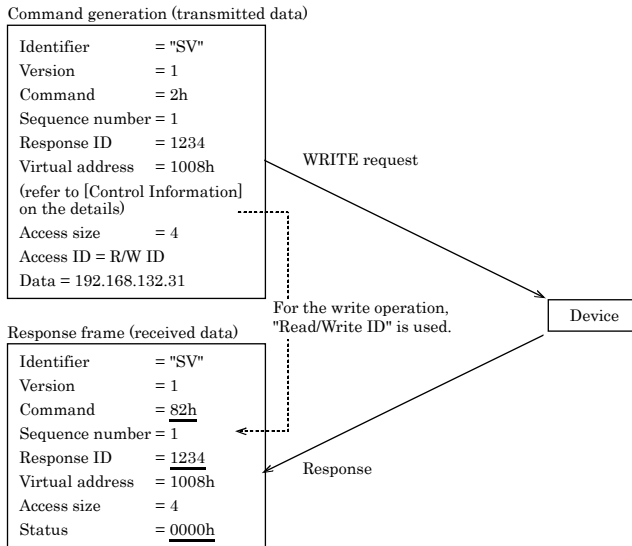 Command generation (transmitted data)
Identifier = "SV"
Version = 1
Command = 2h
Sequence number = 1
Response ID = 1234
Virtual address = 1008h
(refer to [Control Information]
on the details)
Access size = 4
Access ID = R/W ID
Data = 192.168.132.31
WRITE request
For the write operation,
"Read/Write ID" is used.
Device
Response frame (received data)
Identifier = "SV"
Version = 1
Command = 82h
Sequence number = 1
Response ID = 1234
Virtual address = 1008h
Access size = 4
Status = 0000h
Response